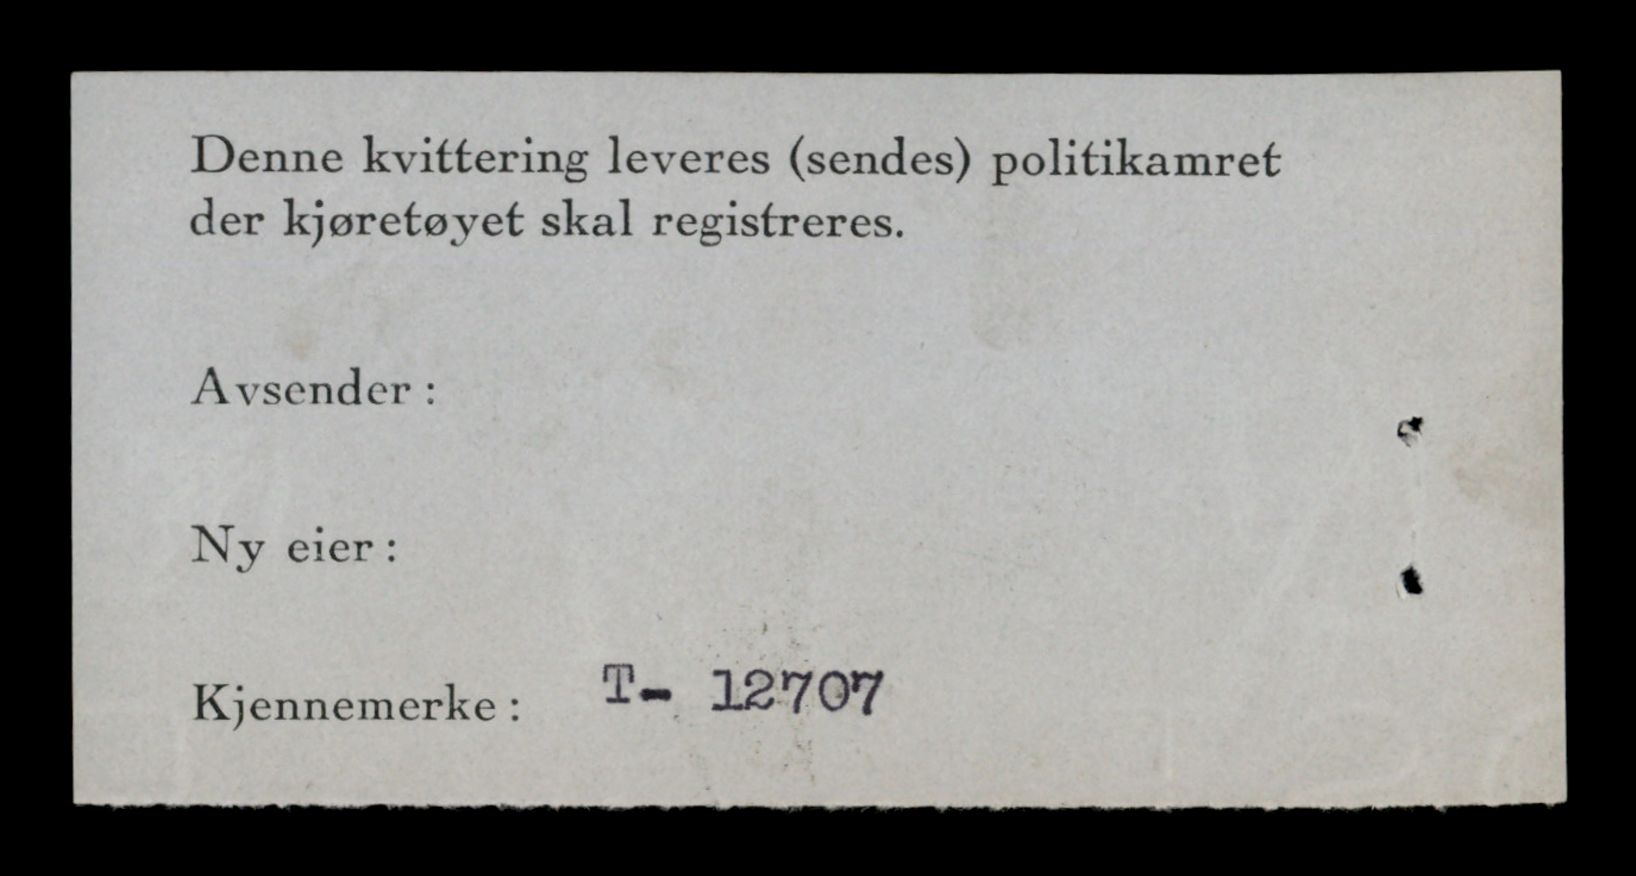 Denne kvittering leveres (sendes) politikamret
der kjøretøyet skal registreres.
Avsender :
Ny eier :
Kjennemerke : T- 12707